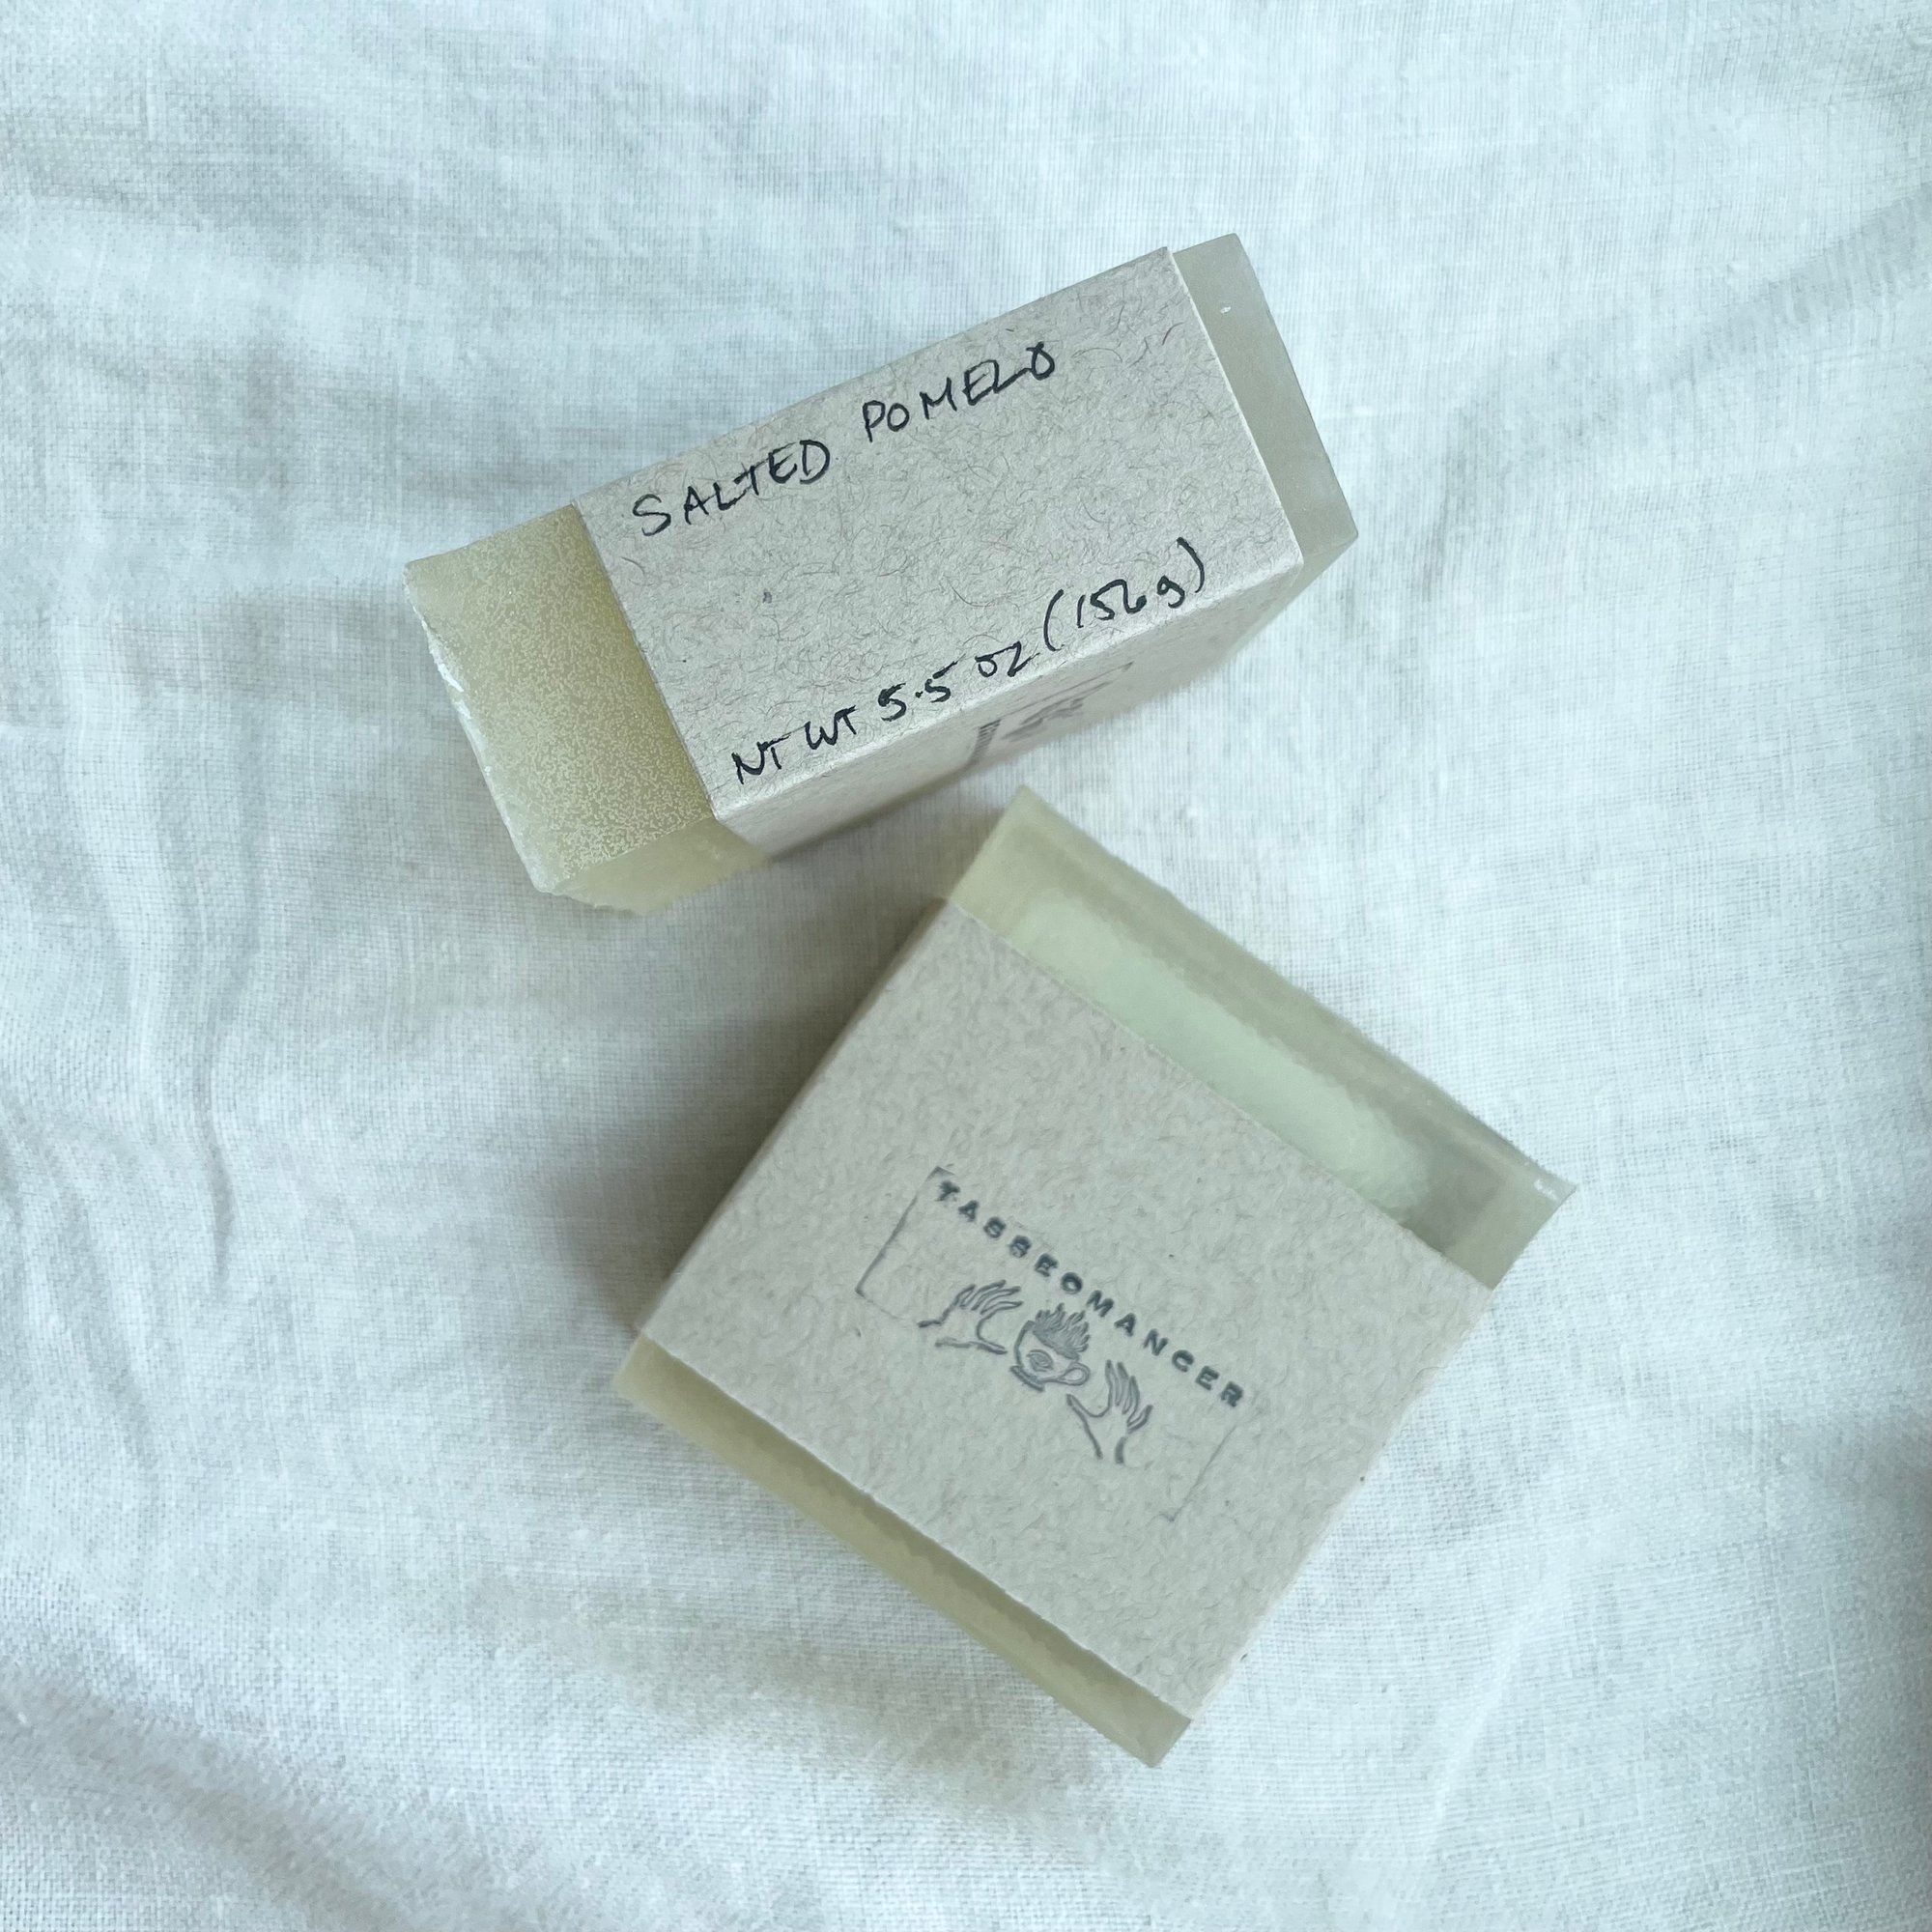 SALTED POMELO
NT WT 5.5 OZ (156g)
TASSEOMANCER